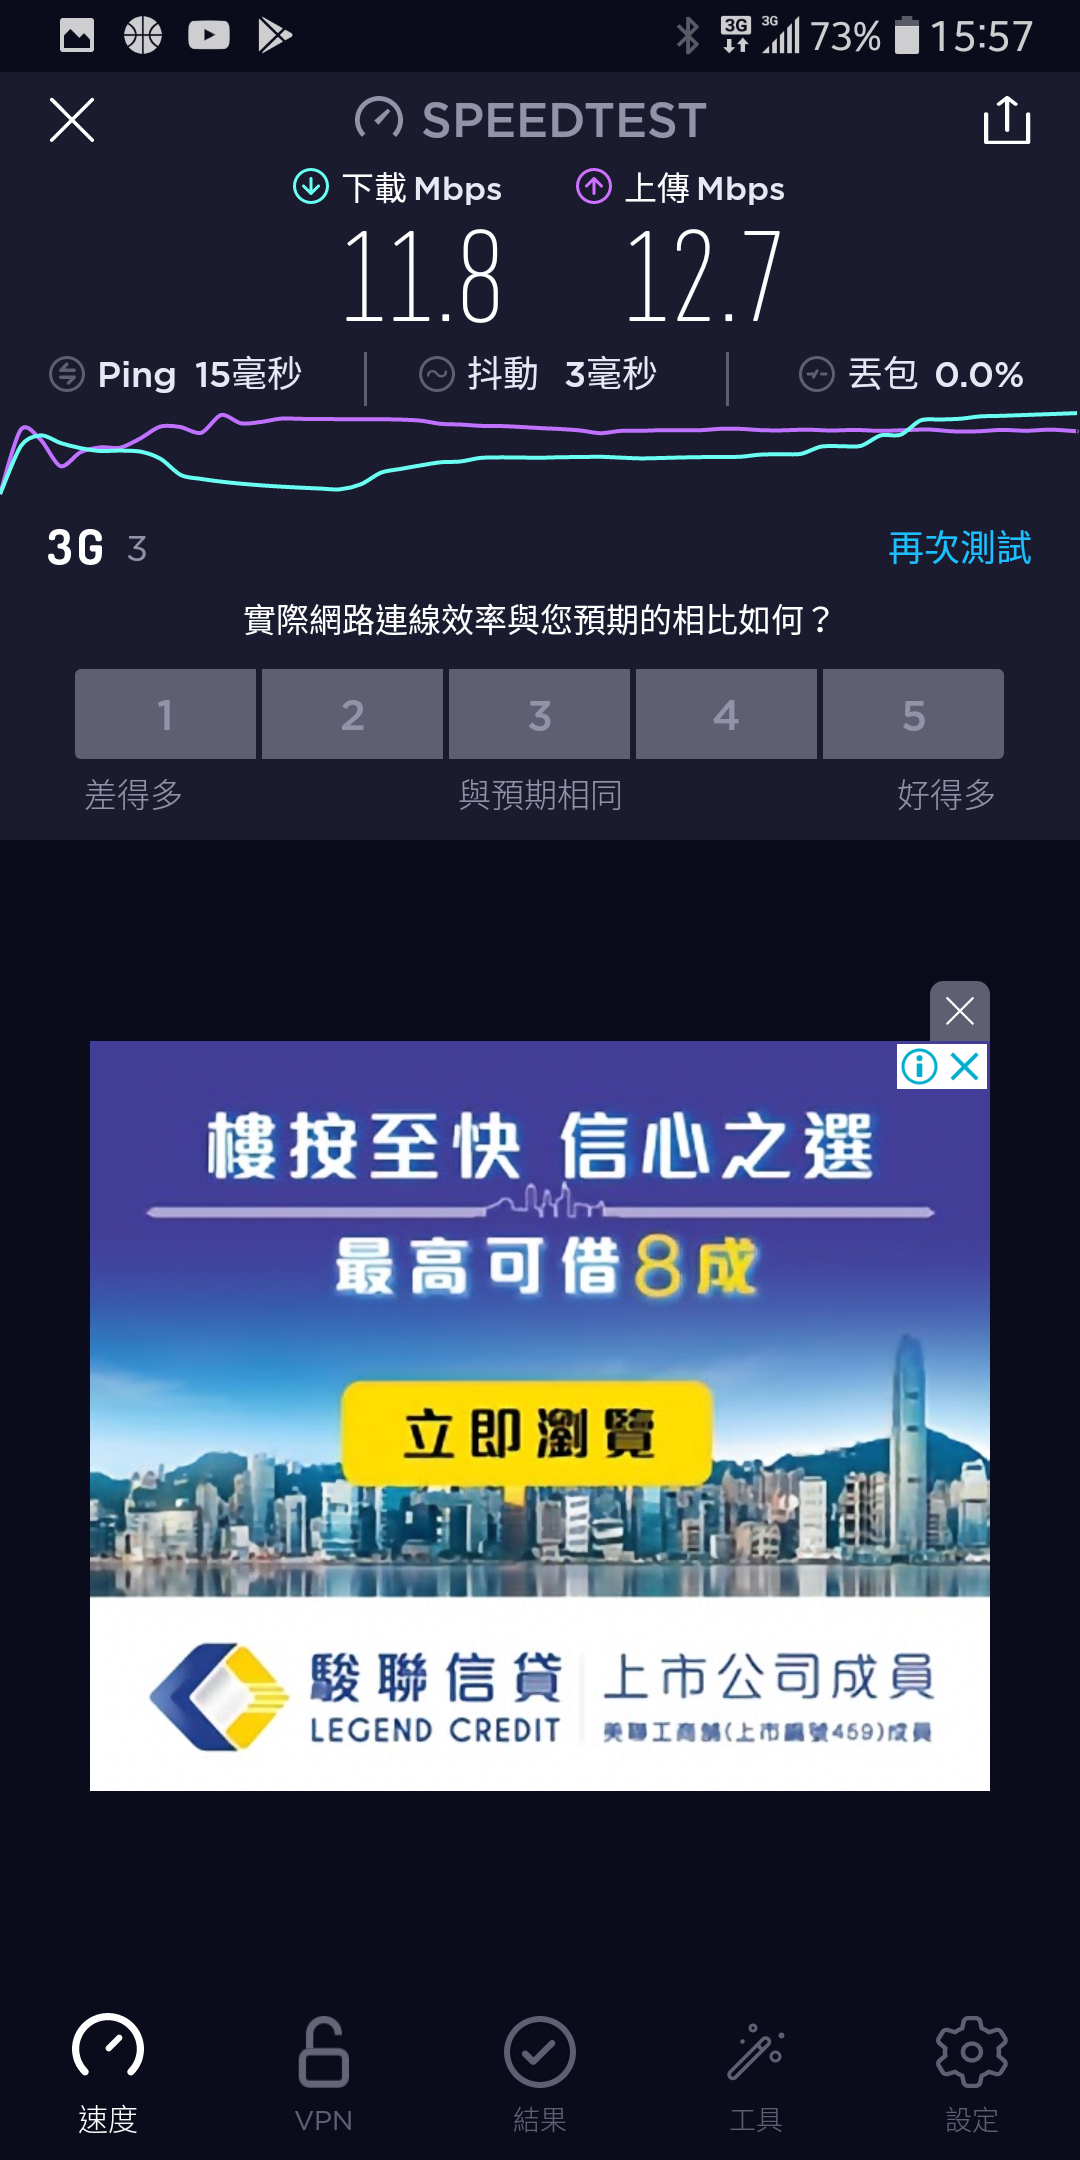 3G 3G 73% 15:57
SPEEDTEST
下載 Mbps 上傳 Mbps
11.8 12.7
Ping 15毫秒 抖動 3毫秒 丟包 0.0%
3G 3 再次測試
實際網路連線效率與您預期的相比如何？
1 2 3 4 5
差得多 與預期相同 好得多
樓按至快 信心之選
最高可借8成
立即瀏覽
駿聯信貸 上市公司成員
LEGEND CREDIT 美聯工商舖(上市編號459)成員
速度 VPN 結果 工具 設定